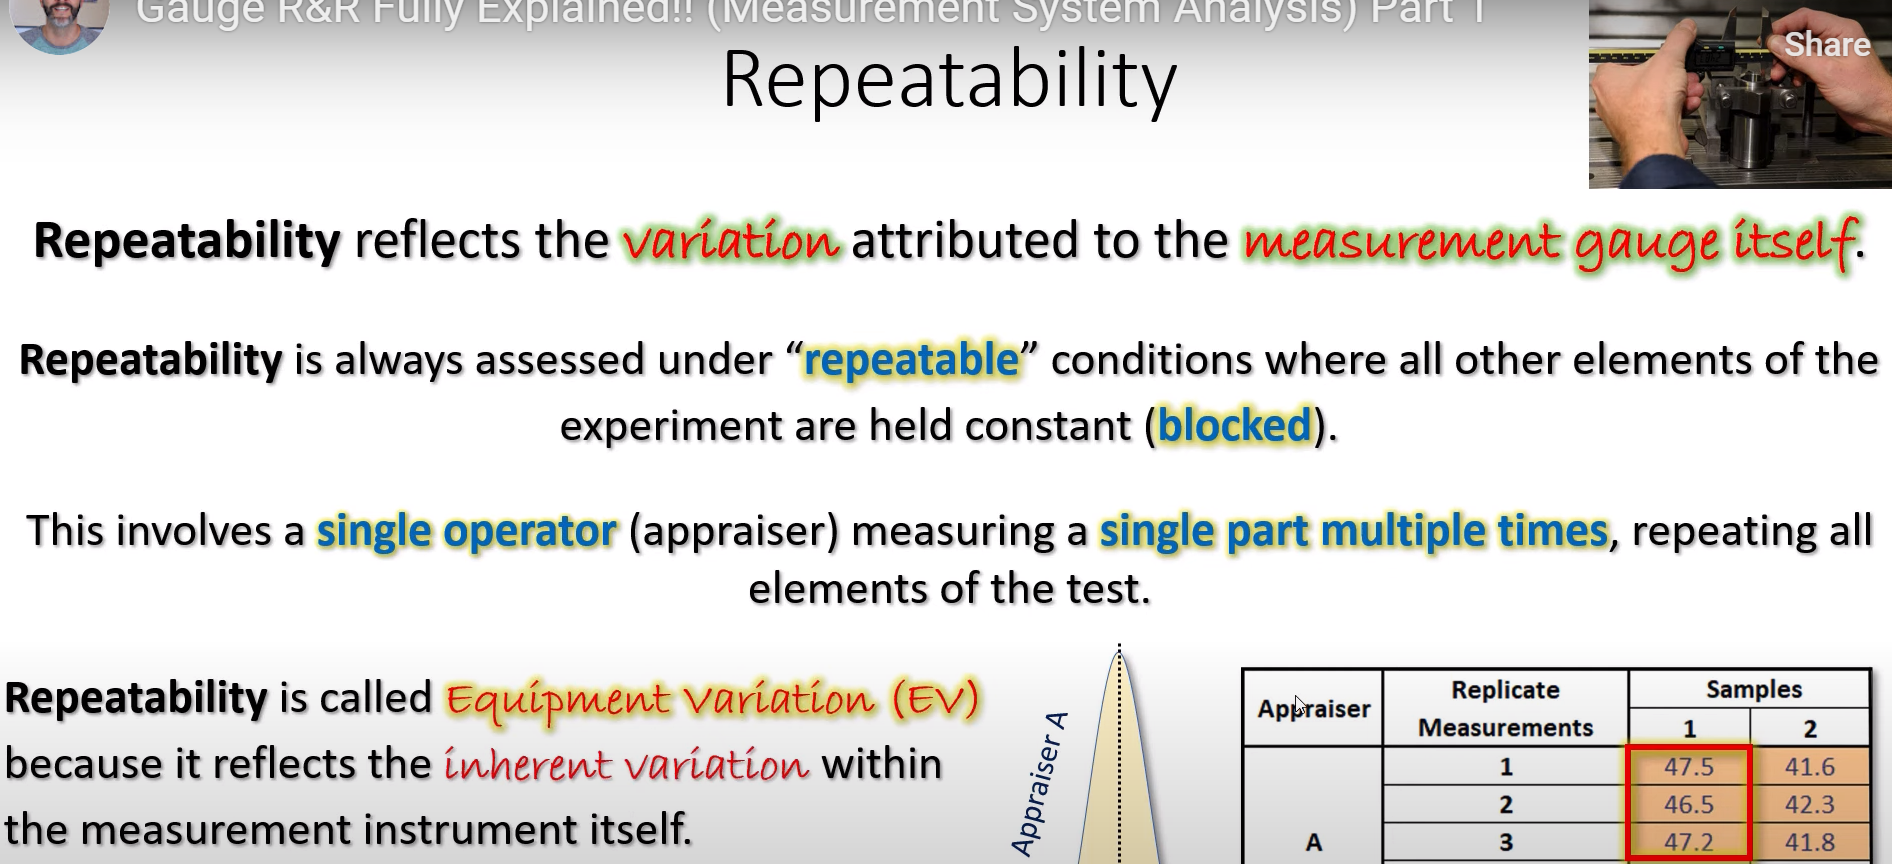 Gauge R&R Fully Explained!! (Measurement System Analysis) Part 1
Share
Repeatability
Repeatability reflects the variation attributed to the measurement gauge itself.
Repeatability is always assessed under “repeatable” conditions where all other elements of the
experiment are held constant (blocked).
This involves a single operator (appraiser) measuring a single part multiple times, repeating all
elements of the test.
Repeatability is called Equipment Variation (EV)
because it reflects the inherent variation within
the measurement instrument itself.
Appraiser A
Appraiser Replicate Measurements Samples
1 2
1 47.5 41.6
2 46.5 42.3
A 3 47.2 41.8